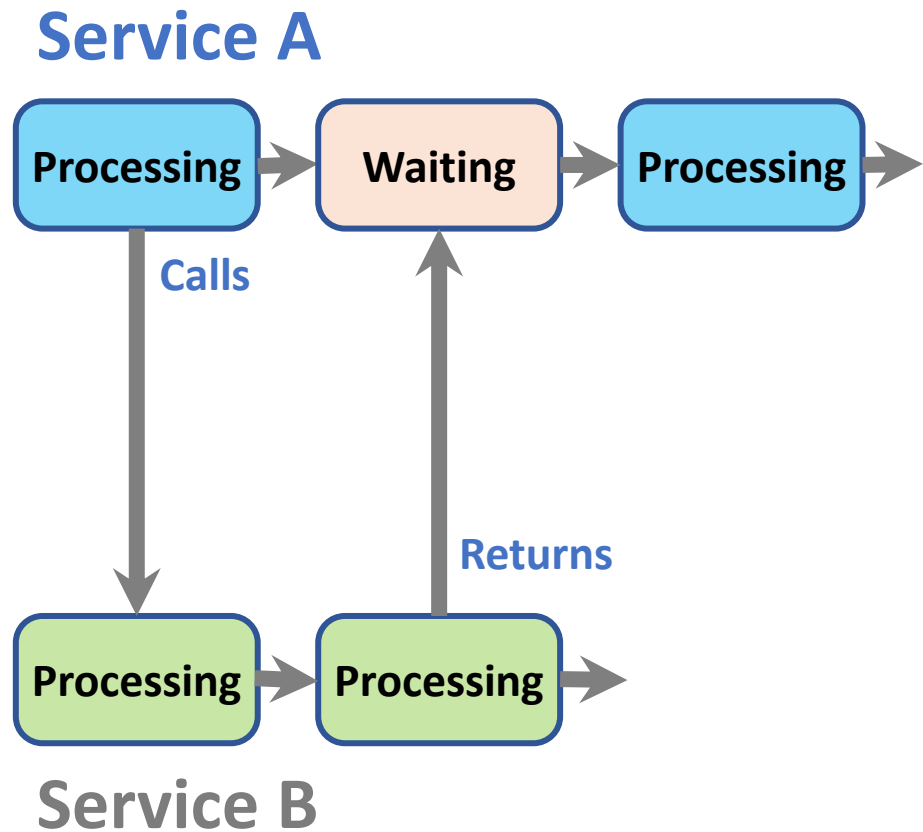 Service A
Processing
Waiting
Processing
Calls
Returns
Processing
Processing
Service B